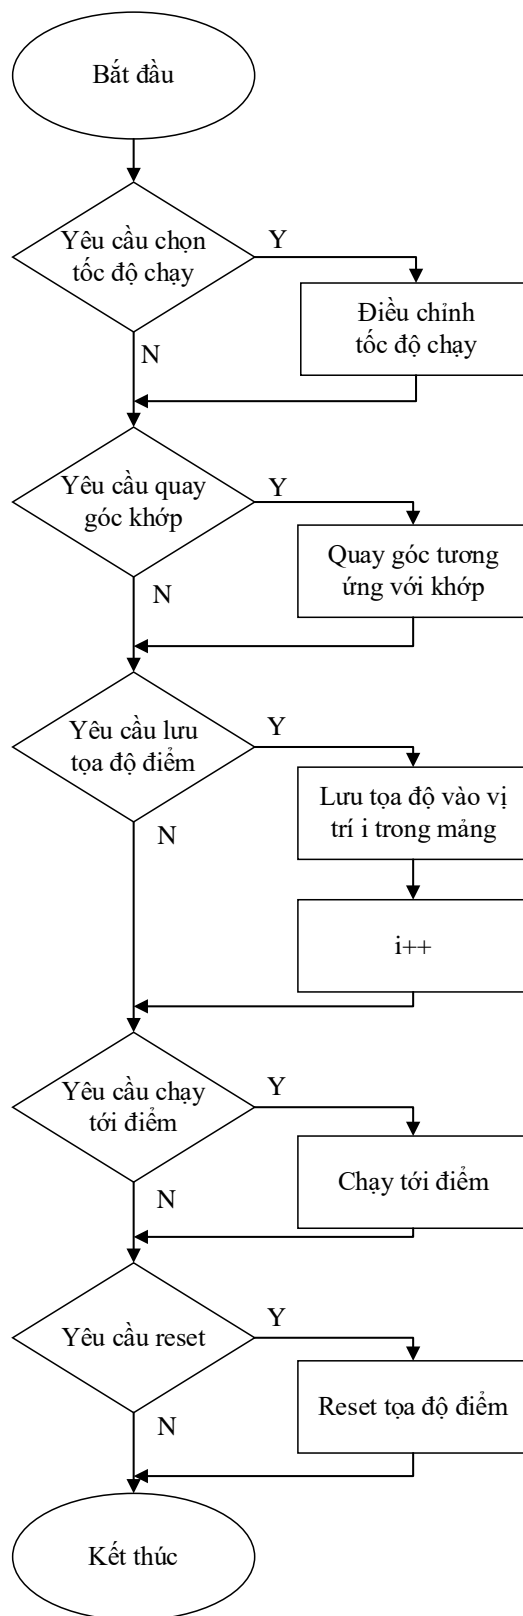 Bắt đầu
Yêu cầu chọn
tốc độ chạy
Y
Điều chỉnh
tốc độ chạy
N
Yêu cầu quay
góc khớp
Y
Quay góc tương
ứng với khớp
N
Yêu cầu lưu
tọa độ điểm
Y
Lưu tọa độ vào vị
trí i trong mảng
N
i++
Yêu cầu chạy
tới điểm
Y
Chạy tới điểm
N
Yêu cầu reset
Y
Reset tọa độ điểm
N
Kết thúc